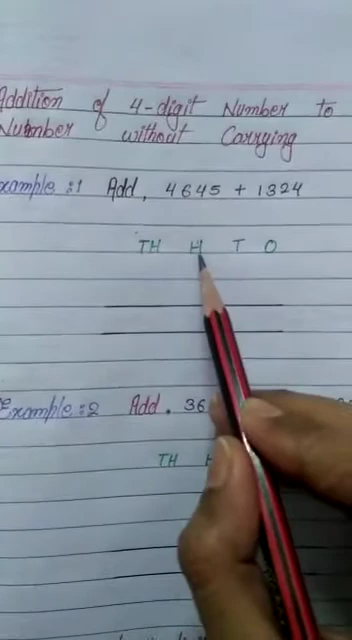 Addition of 4-digit Number to
Number without Carrying
Example :1 Add, 4645 + 1324
TH H T O
Example :2 Add. 36
TH H